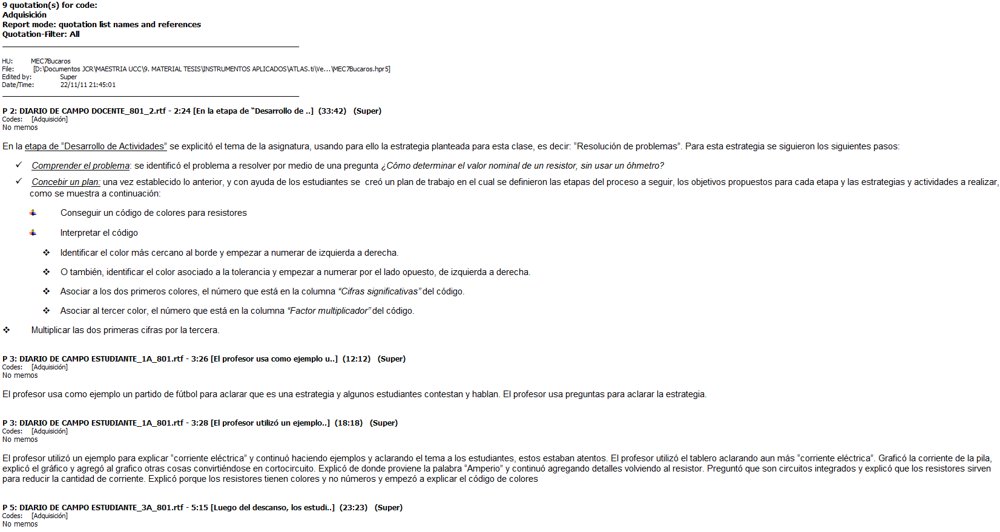 9 quotation(s) for code:
Adquisición
Report mode: quotation list names and references
Quotation-Filter: All
HU: MEC7Bucaros
File: [D:\Documentos JCR\MAESTRIA UCC\9. MATERIAL TESIS\INSTRUMENTOS APLICADOS\ATLAS.ti\Ve...\MEC7Bucaros.hpr5]
Edited by: Super
Date/Time: 22/11/11 21:45:01
P 2: DIARIO DE CAMPO DOCENTE_801_2.rtf - 2:24 [En la etapa de “Desarrollo de ..] (33:42) (Super)
Codes: [Adquisición]
No memos
En la etapa de “Desarrollo de Actividades” se explicitó el tema de la asignatura, usando para ello la estrategia planteada para esta clase, es decir: “Resolución de problemas”. Para esta estrategia se siguieron los siguientes pasos:
✓ Comprender el problema: se identificó el problema a resolver por medio de una pregunta ¿Cómo determinar el valor nominal de un resistor, sin usar un óhmetro?
✓ Concebir un plan: una vez establecido lo anterior, y con ayuda de los estudiantes se creó un plan de trabajo en el cual se definieron las etapas del proceso a seguir, los objetivos propuestos para cada etapa y las estrategias y actividades a realizar,
como se muestra a continuación:
Conseguir un código de colores para resistores
Interpretar el código
❖ Identificar el color más cercano al borde y empezar a numerar de izquierda a derecha.
❖ O también, identificar el color asociado a la tolerancia y empezar a numerar por el lado opuesto, de izquierda a derecha.
❖ Asociar a los dos primeros colores, el número que está en la columna “Cifras significativas” del código.
❖ Asociar al tercer color, el número que está en la columna “Factor multiplicador” del código.
❖ Multiplicar las dos primeras cifras por la tercera.
P 3: DIARIO DE CAMPO ESTUDIANTE_1A_801.rtf - 3:26 [El profesor usa como ejemplo u..] (12:12) (Super)
Codes: [Adquisición]
No memos
El profesor usa como ejemplo un partido de fútbol para aclarar que es una estrategia y algunos estudiantes contestan y hablan. El profesor usa preguntas para aclarar la estrategia.
P 3: DIARIO DE CAMPO ESTUDIANTE_1A_801.rtf - 3:28 [El profesor utilizó un ejemplo..] (18:18) (Super)
Codes: [Adquisición]
No memos
El profesor utilizó un ejemplo para explicar “corriente eléctrica” y continuó haciendo ejemplos y aclarando el tema a los estudiantes, estos estaban atentos. El profesor utilizó el tablero aclarando aun más “corriente eléctrica”. Graficó la corriente de la pila,
explicó el gráfico y agregó al grafico otras cosas convirtiéndose en cortocircuito. Explicó de donde proviene la palabra “Amperio” y continuó agregando detalles volviendo al resistor. Preguntó que son circuitos integrados y explicó que los resistores sirven
para reducir la cantidad de corriente. Explicó porque los resistores tienen colores y no números y empezó a explicar el código de colores
P 5: DIARIO DE CAMPO ESTUDIANTE_3A_801.rtf - 5:15 [Luego del descanso, los estudi..] (23:23) (Super)
Codes: [Adquisición]
No memos